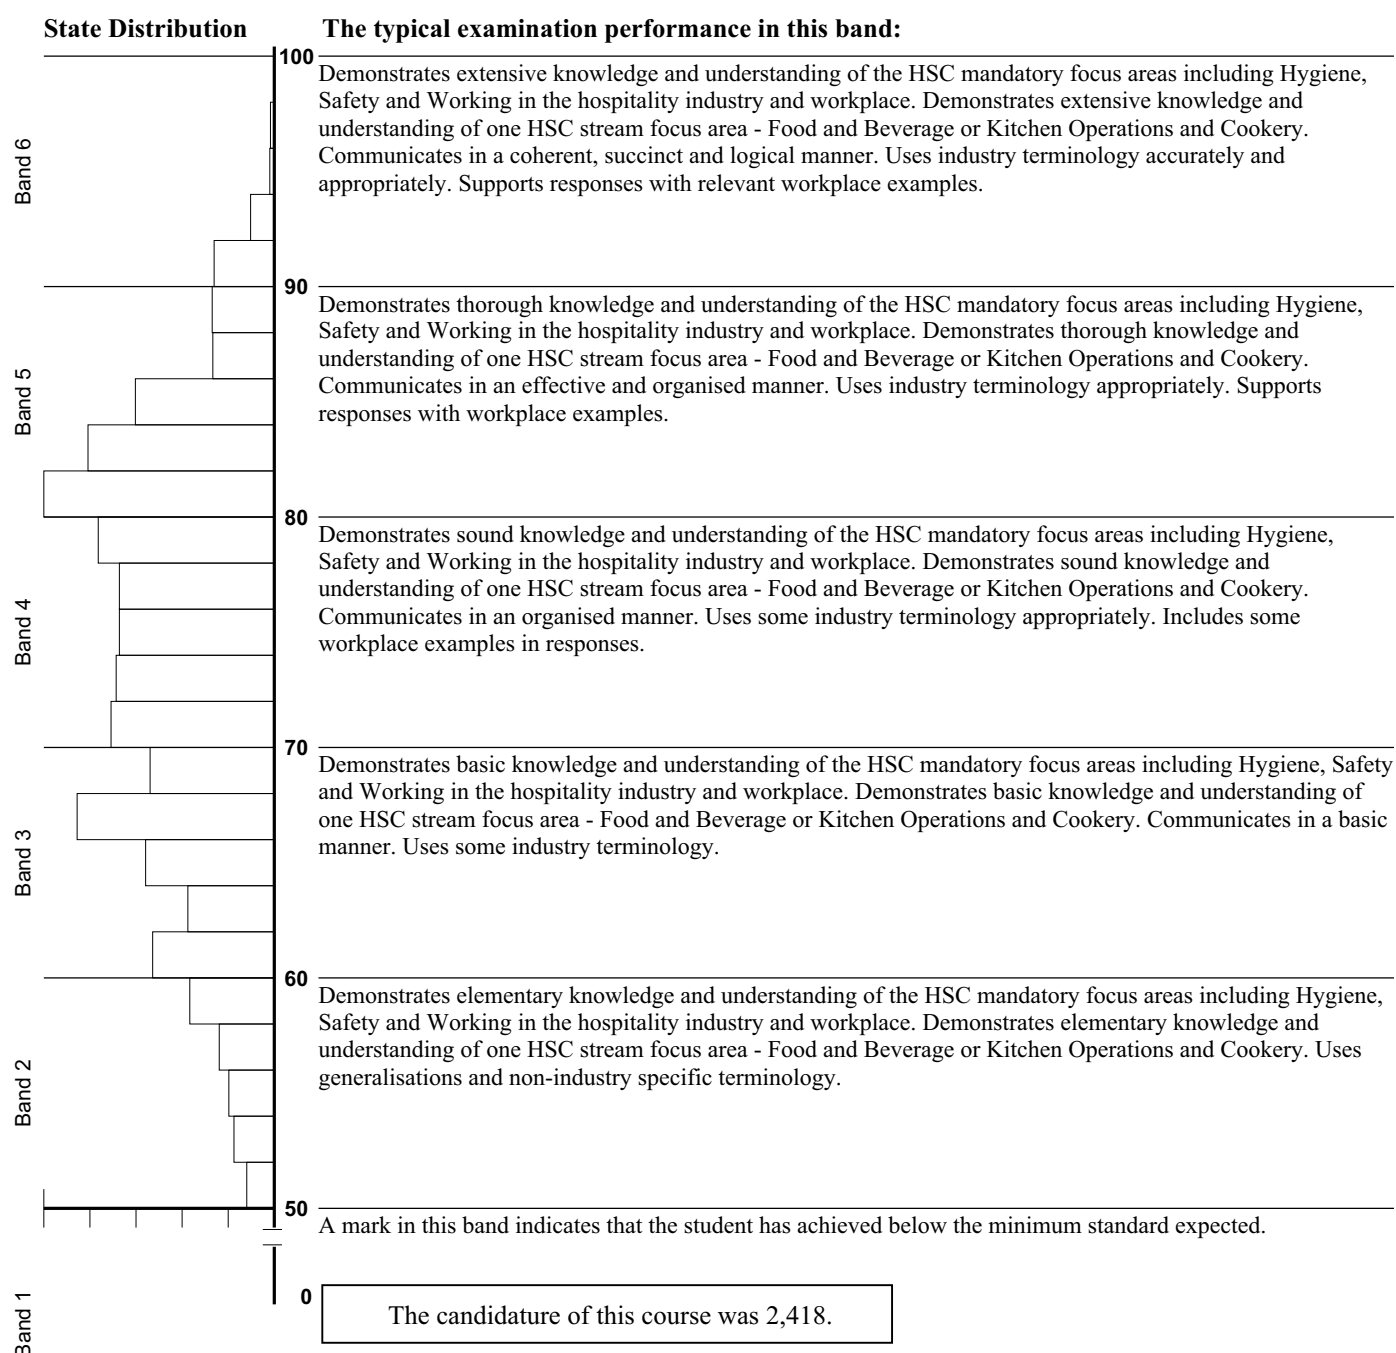 State Distribution
The typical examination performance in this band:
100
Demonstrates extensive knowledge and understanding of the HSC mandatory focus areas including Hygiene,
Safety and Working in the hospitality industry and workplace. Demonstrates extensive knowledge and
understanding of one HSC stream focus area - Food and Beverage or Kitchen Operations and Cookery.
Communicates in a coherent, succinct and logical manner. Uses industry terminology accurately and
appropriately. Supports responses with relevant workplace examples.
Band 6
90
Demonstrates thorough knowledge and understanding of the HSC mandatory focus areas including Hygiene,
Safety and Working in the hospitality industry and workplace. Demonstrates thorough knowledge and
understanding of one HSC stream focus area - Food and Beverage or Kitchen Operations and Cookery.
Communicates in an effective and organised manner. Uses industry terminology appropriately. Supports
responses with workplace examples.
Band 5
80
Demonstrates sound knowledge and understanding of the HSC mandatory focus areas including Hygiene,
Safety and Working in the hospitality industry and workplace. Demonstrates sound knowledge and
understanding of one HSC stream focus area - Food and Beverage or Kitchen Operations and Cookery.
Communicates in an organised manner. Uses some industry terminology appropriately. Includes some
workplace examples in responses.
Band 4
70
Demonstrates basic knowledge and understanding of the HSC mandatory focus areas including Hygiene, Safety
and Working in the hospitality industry and workplace. Demonstrates basic knowledge and understanding of
one HSC stream focus area - Food and Beverage or Kitchen Operations and Cookery. Communicates in a basic
manner. Uses some industry terminology.
Band 3
60
Demonstrates elementary knowledge and understanding of the HSC mandatory focus areas including Hygiene,
Safety and Working in the hospitality industry and workplace. Demonstrates elementary knowledge and
understanding of one HSC stream focus area - Food and Beverage or Kitchen Operations and Cookery. Uses
generalisations and non-industry specific terminology.
Band 2
50
A mark in this band indicates that the student has achieved below the minimum standard expected.
0
Band 1
The candidature of this course was 2,418.